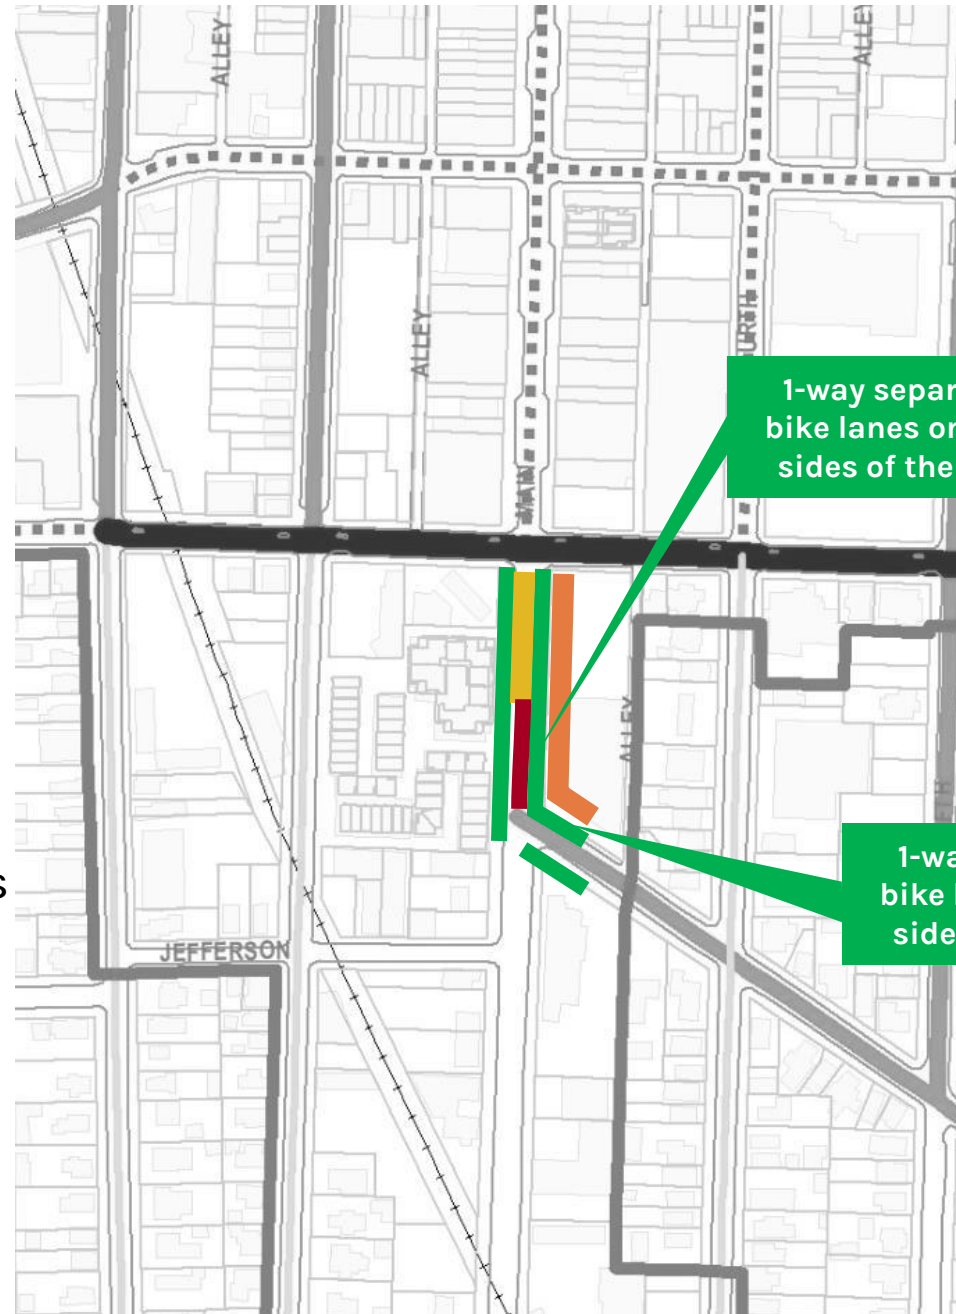 ALLEY
ALLEY
ALLEY
1-way separ
bike lanes or
sides of the
MAIN
ALLEY
1-wa
bike
side
s
JEFFERSON